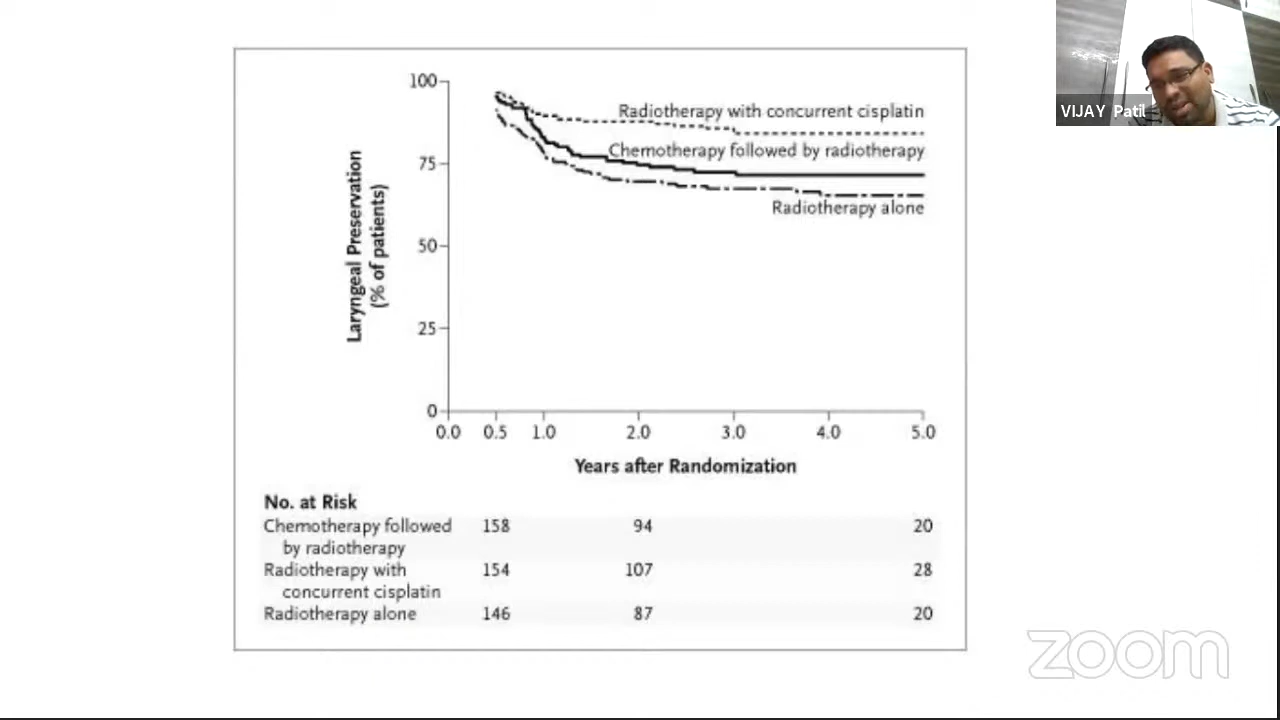 VIJAY Patil
100
Radiotherapy with concurrent cisplatin
Chemotherapy followed by radiotherapy
75
Radiotherapy alone
50
25
0
Laryngeal Preservation
(% of patients)
0.0 0.5 1.0 2.0 3.0 4.0 5.0
Years after Randomization
No. at Risk
Chemotherapy followed 158 94 20
by radiotherapy
Radiotherapy with 154 107 28
concurrent cisplatin
Radiotherapy alone 146 87 20
zoom